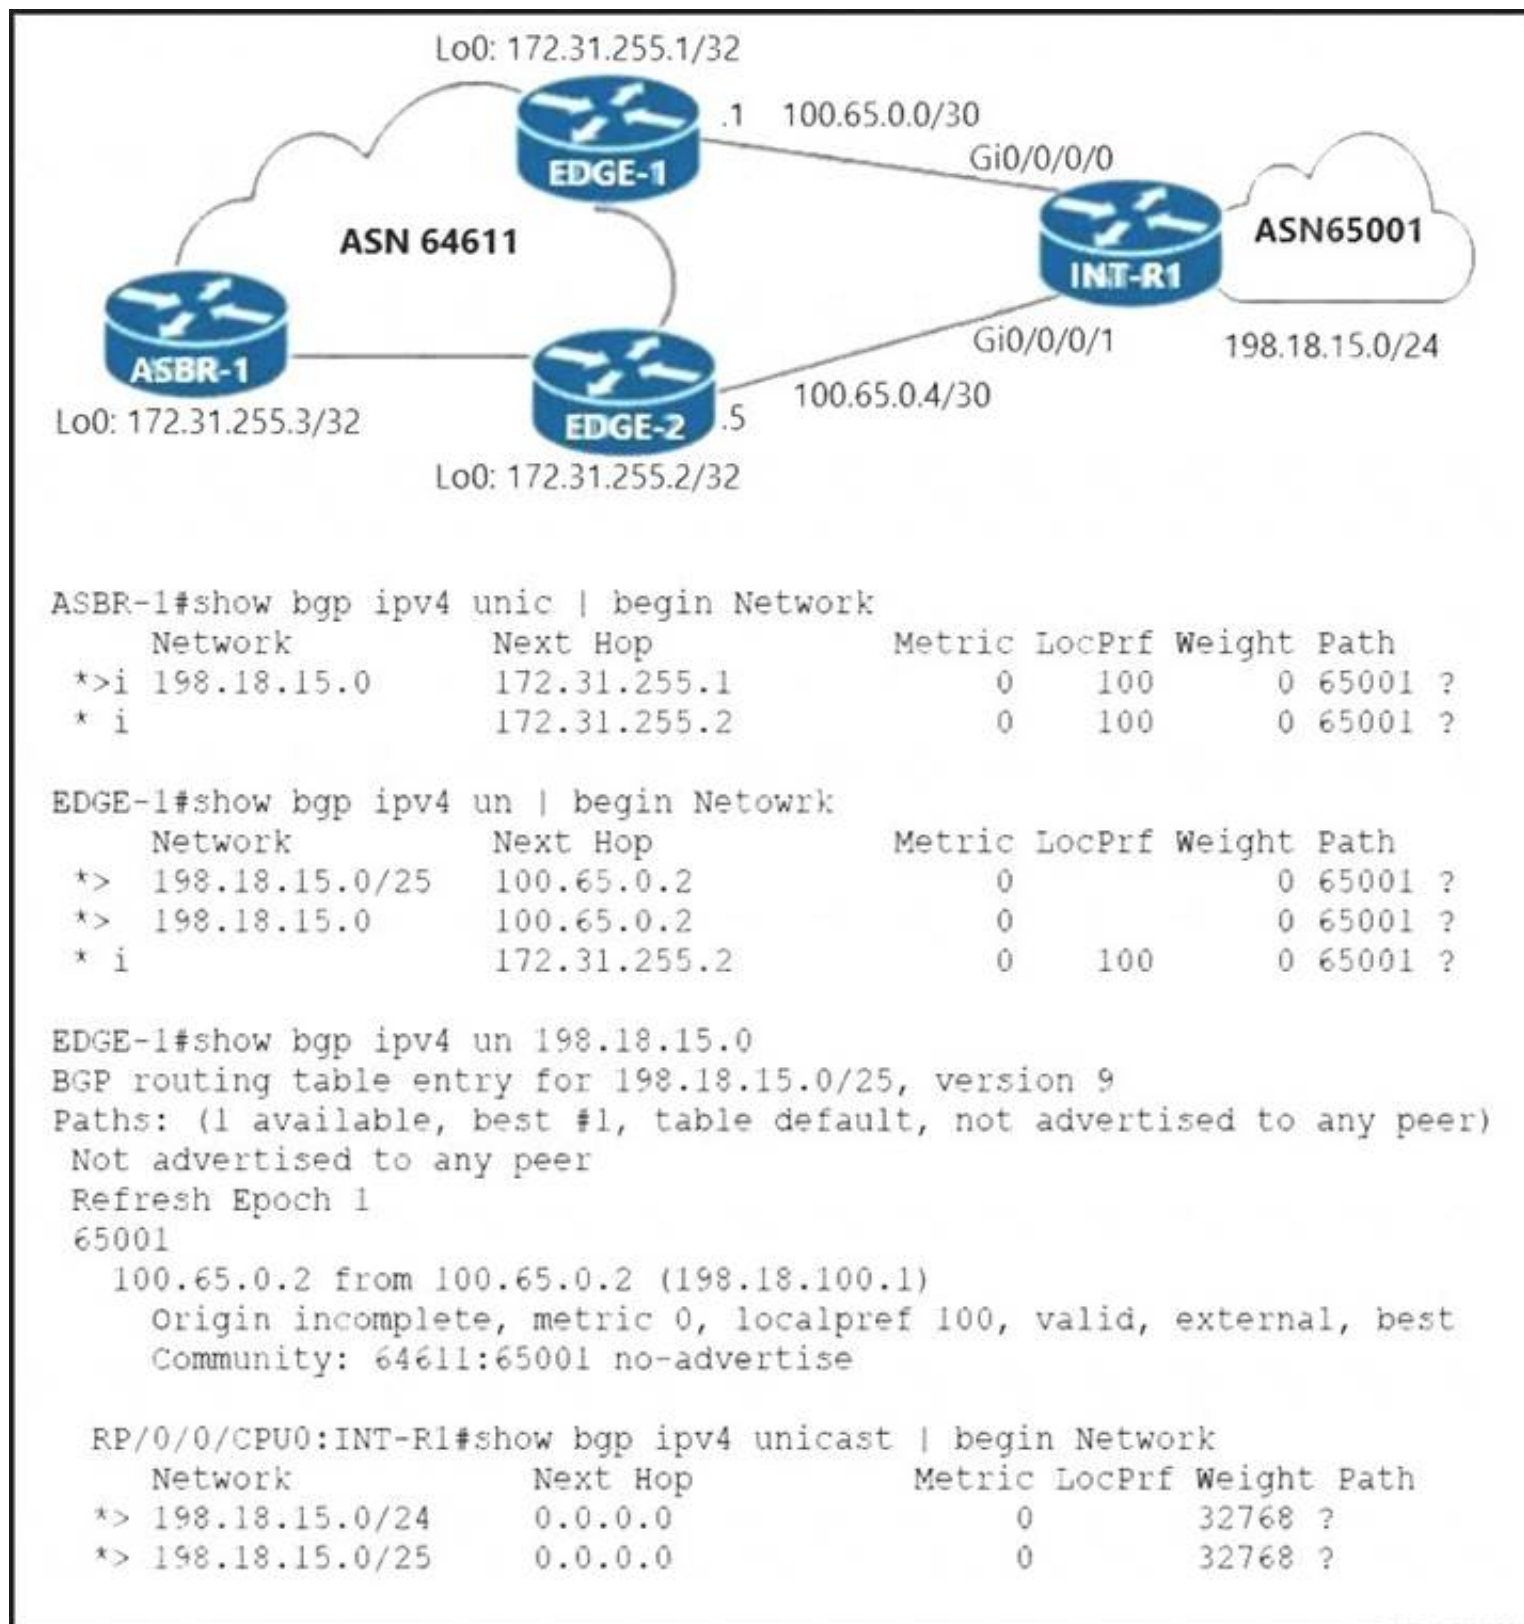 Lo0: 172.31.255.1/32
.1 100.65.0.0/30
EDGE-1
Gi0/0/0/0
ASN 64611
ASN65001
INT-R1
ASBR-1
Gi0/0/0/1
198.18.15.0/24
Lo0: 172.31.255.3/32
EDGE-2
.5
100.65.0.4/30
Lo0: 172.31.255.2/32
ASBR-1#show bgp ipv4 unic | begin Network
Network Next Hop Metric LocPrf Weight Path
*>i 198.18.15.0 172.31.255.1 0 100 0 65001 ?
* i 172.31.255.2 0 100 0 65001 ?
EDGE-1#show bgp ipv4 un | begin Netowrk
Network Next Hop Metric LocPrf Weight Path
*> 198.18.15.0/25 100.65.0.2 0 0 65001 ?
*> 198.18.15.0 100.65.0.2 0 0 65001 ?
* i 172.31.255.2 0 100 0 65001 ?
EDGE-1#show bgp ipv4 un 198.18.15.0
BGP routing table entry for 198.18.15.0/25, version 9
Paths: (1 available, best #1, table default, not advertised to any peer)
Not advertised to any peer
Refresh Epoch 1
65001
100.65.0.2 from 100.65.0.2 (198.18.100.1)
Origin incomplete, metric 0, localpref 100, valid, external, best
Community: 64611:65001 no-advertise
RP/0/0/CPU0:INT-R1#show bgp ipv4 unicast | begin Network
Network Next Hop Metric LocPrf Weight Path
*> 198.18.15.0/24 0.0.0.0 0 32768 ?
*> 198.18.15.0/25 0.0.0.0 0 32768 ?